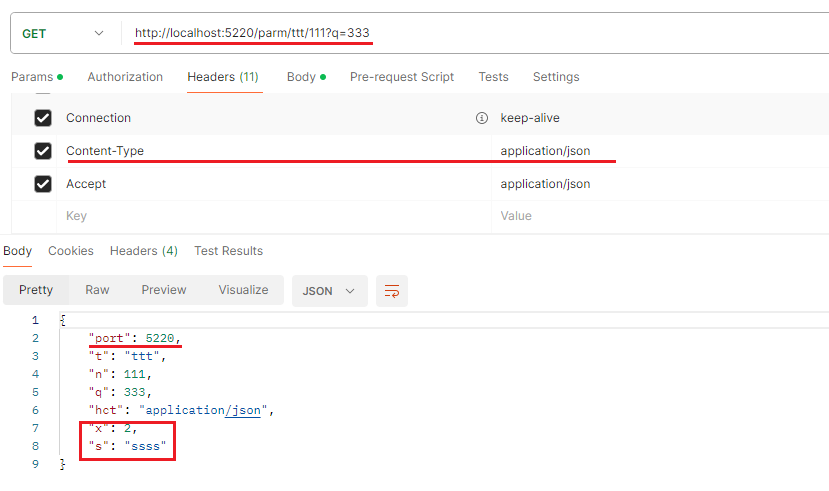 GET http://localhost:5220/parm/ttt/111?q=333
Params Authorization Headers (11) Body Pre-request Script Tests Settings
Connection keep-alive
Content-Type application/json
Accept application/json
Key Value
Body Cookies Headers (4) Test Results
Pretty Raw Preview Visualize JSON
1 {
2 "port": 5220,
3 "t": "ttt",
4 "n": 111,
5 "q": 333,
6 "hct": "application/json",
7 "x": 2,
8 "s": "ssss"
9 }